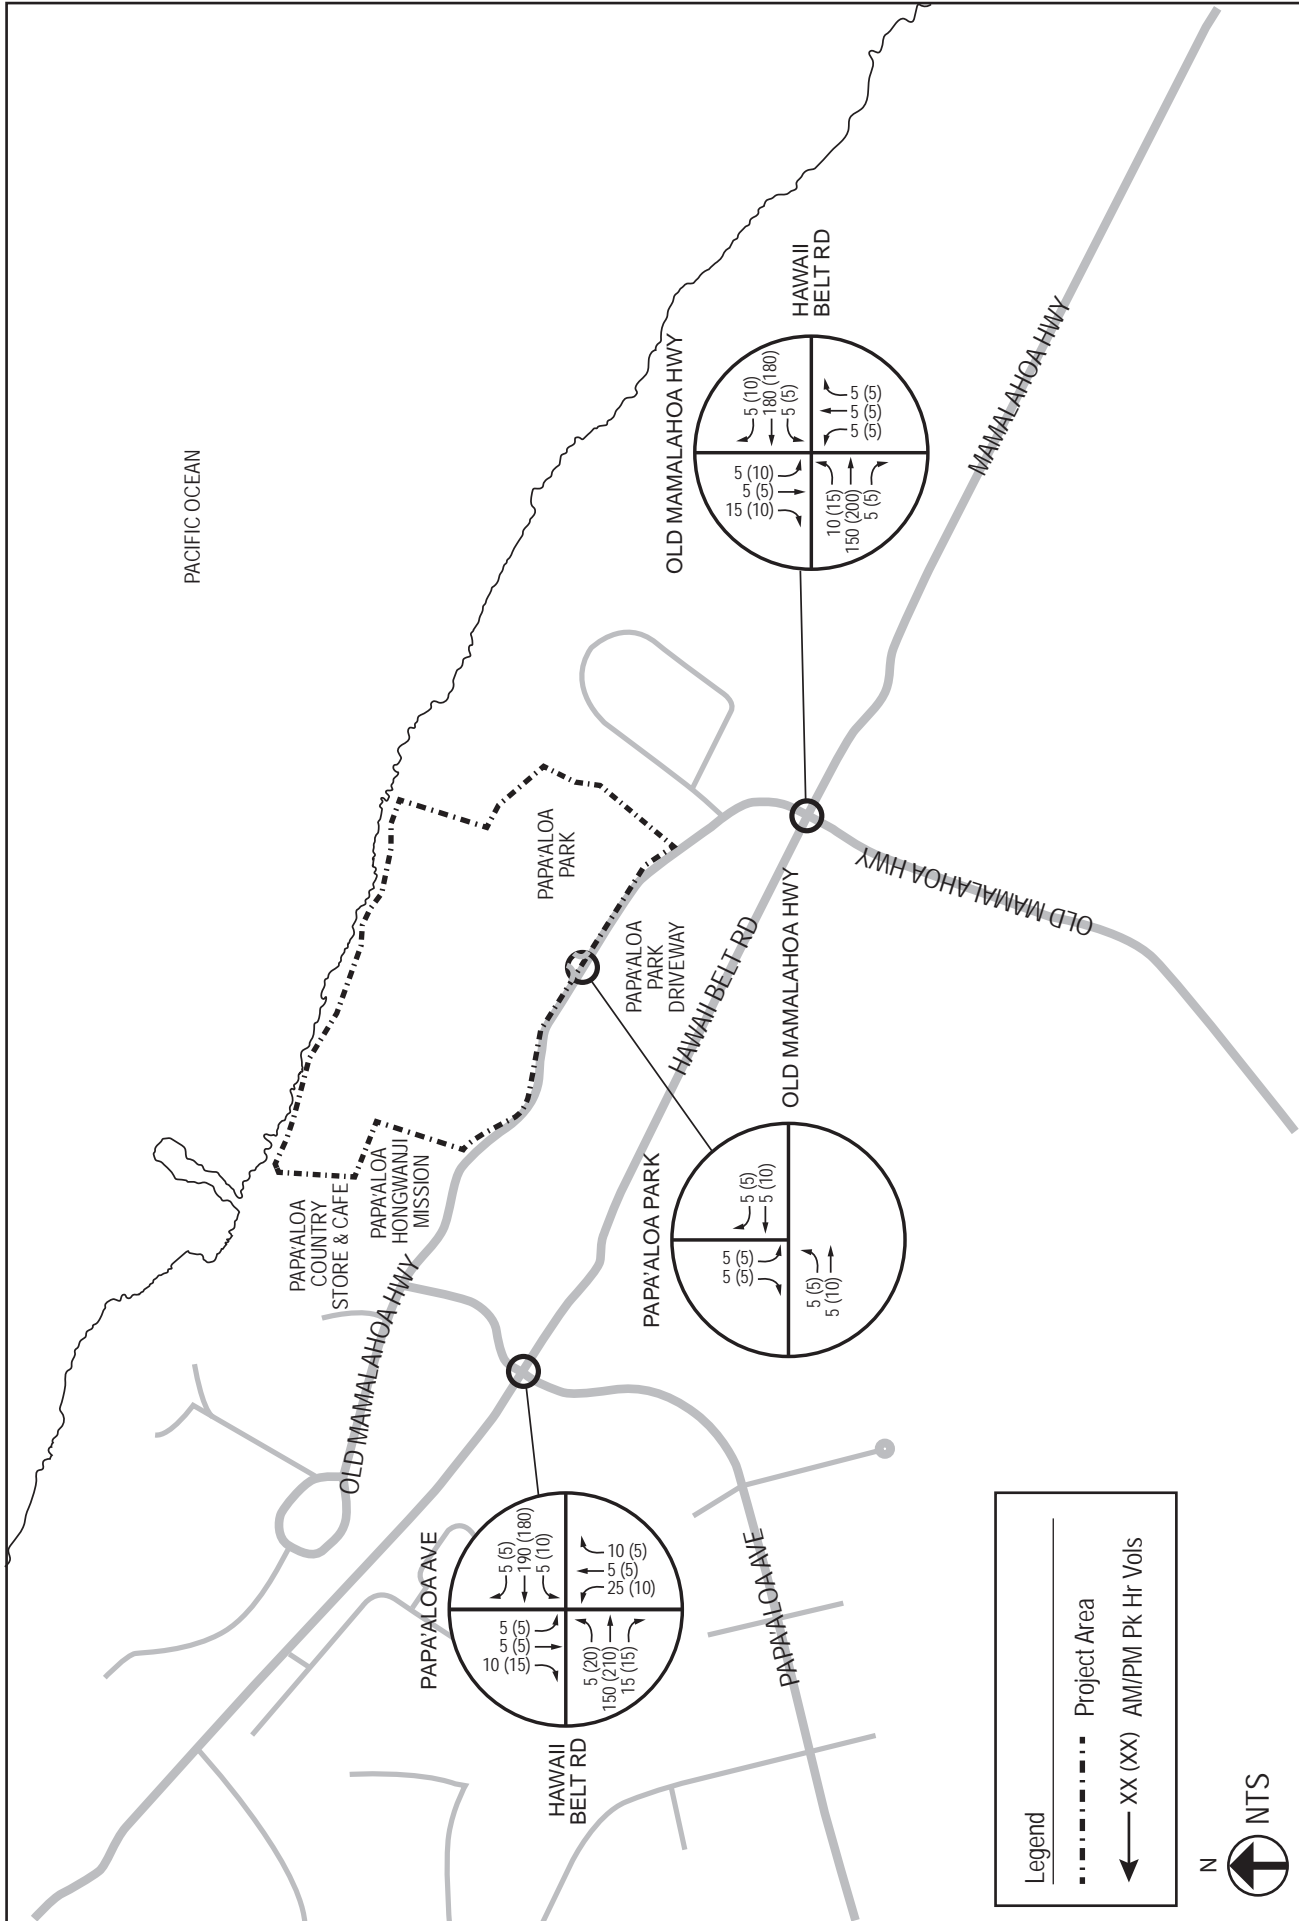 PACIFIC OCEAN
OLD MAMALAHOA HWY
HAWAII
BELT RD
5 (10)
180 (180)
5 (5)
5 (10)
5 (5)
15 (10)
10 (15)
150 (200)
5 (5)
5 (5)
5 (5)
5 (5)
MAMALAHOA HWY
PAPA'ALOA
PARK
PAPA'ALOA
PARK
DRIVEWAY
HAWAII BELT RD
OLD MAMALAHOA HWY
OLD MAMALAHOA HWY
PAPA'ALOA
COUNTRY
STORE & CAFE
PAPA'ALOA
HONGWANJI
MISSION
OLD MAMALAHOA HWY
PAPA'ALOA PARK
5 (5)
5 (10)
5 (5)
5 (5)
5 (5)
5 (10)
PAPA'ALOA AVE
5 (5)
190 (180)
5 (10)
5 (5)
5 (5)
10 (15)
5 (20)
150 (210)
15 (15)
10 (5)
5 (5)
25 (10)
HAWAII
BELT RD
PAPA'ALOA AVE
Legend
Project Area
XX (XX) AM/PM Pk Hr Vols
N
NTS